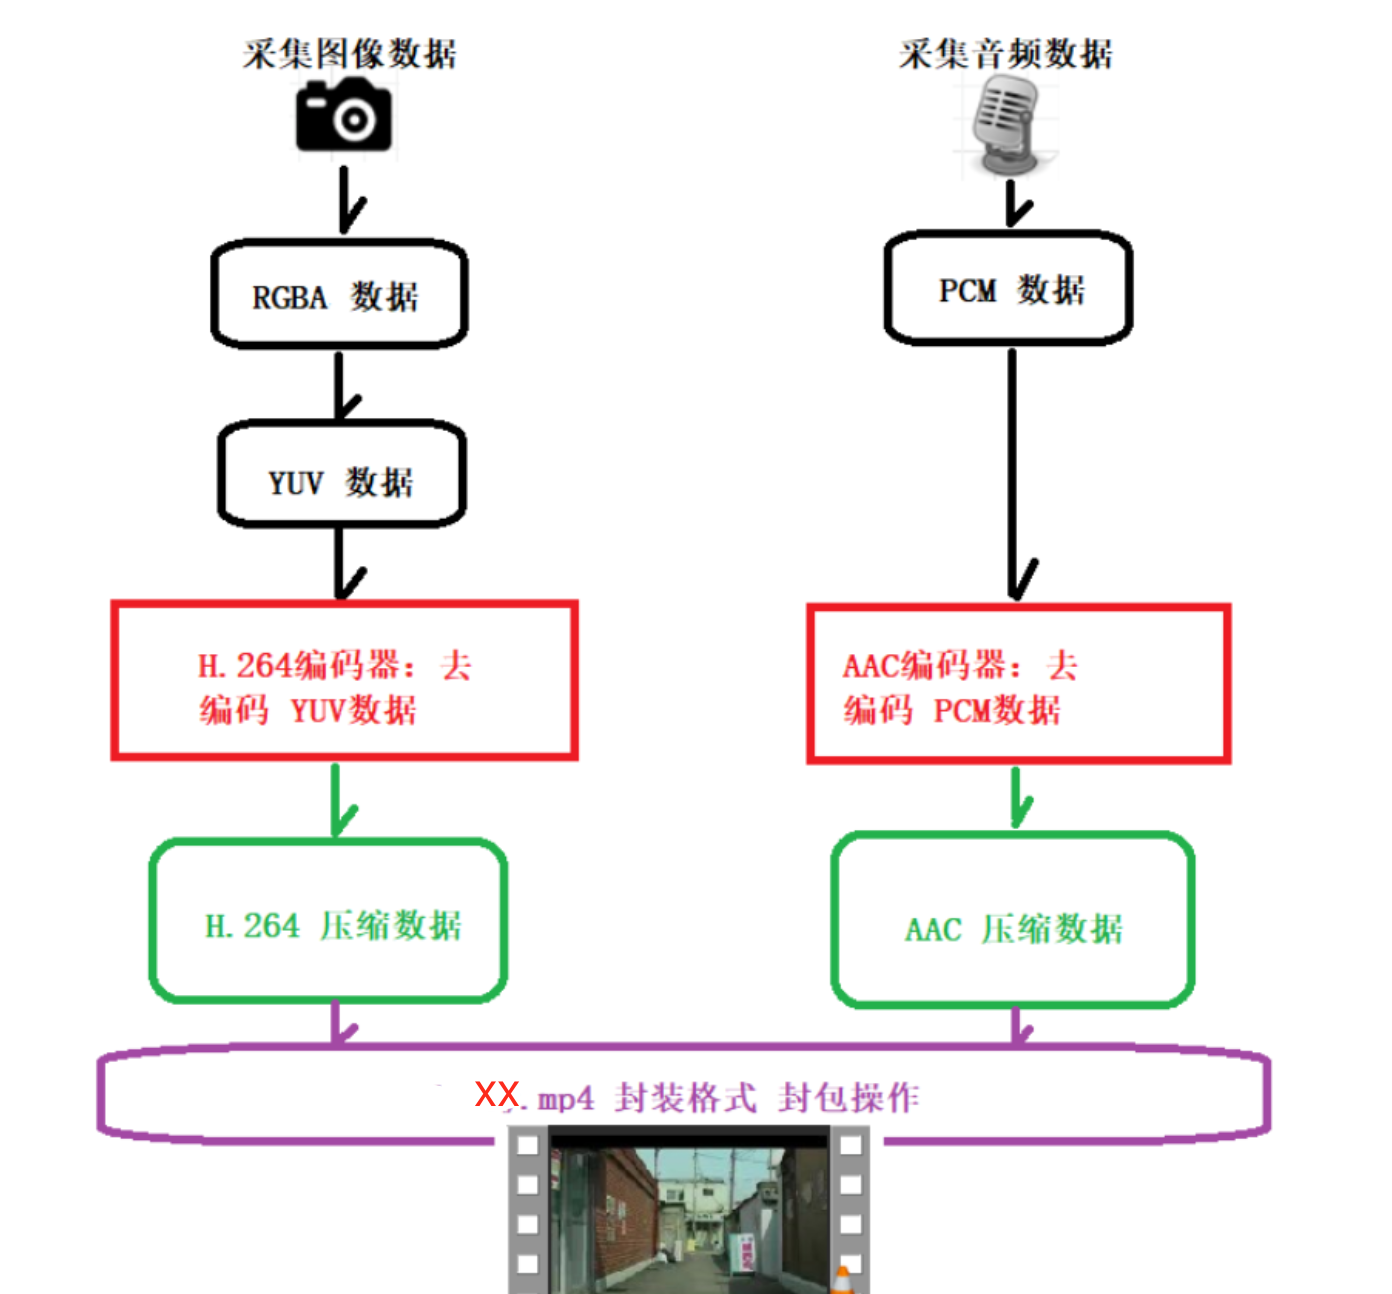 采集图像数据
采集音频数据
RGBA 数据
PCM 数据
YUV 数据
H.264编码器：去
编码 YUV数据
AAC编码器：去
编码 PCM数据
H.264 压缩数据
AAC 压缩数据
XX.mp4 封装格式 封包操作